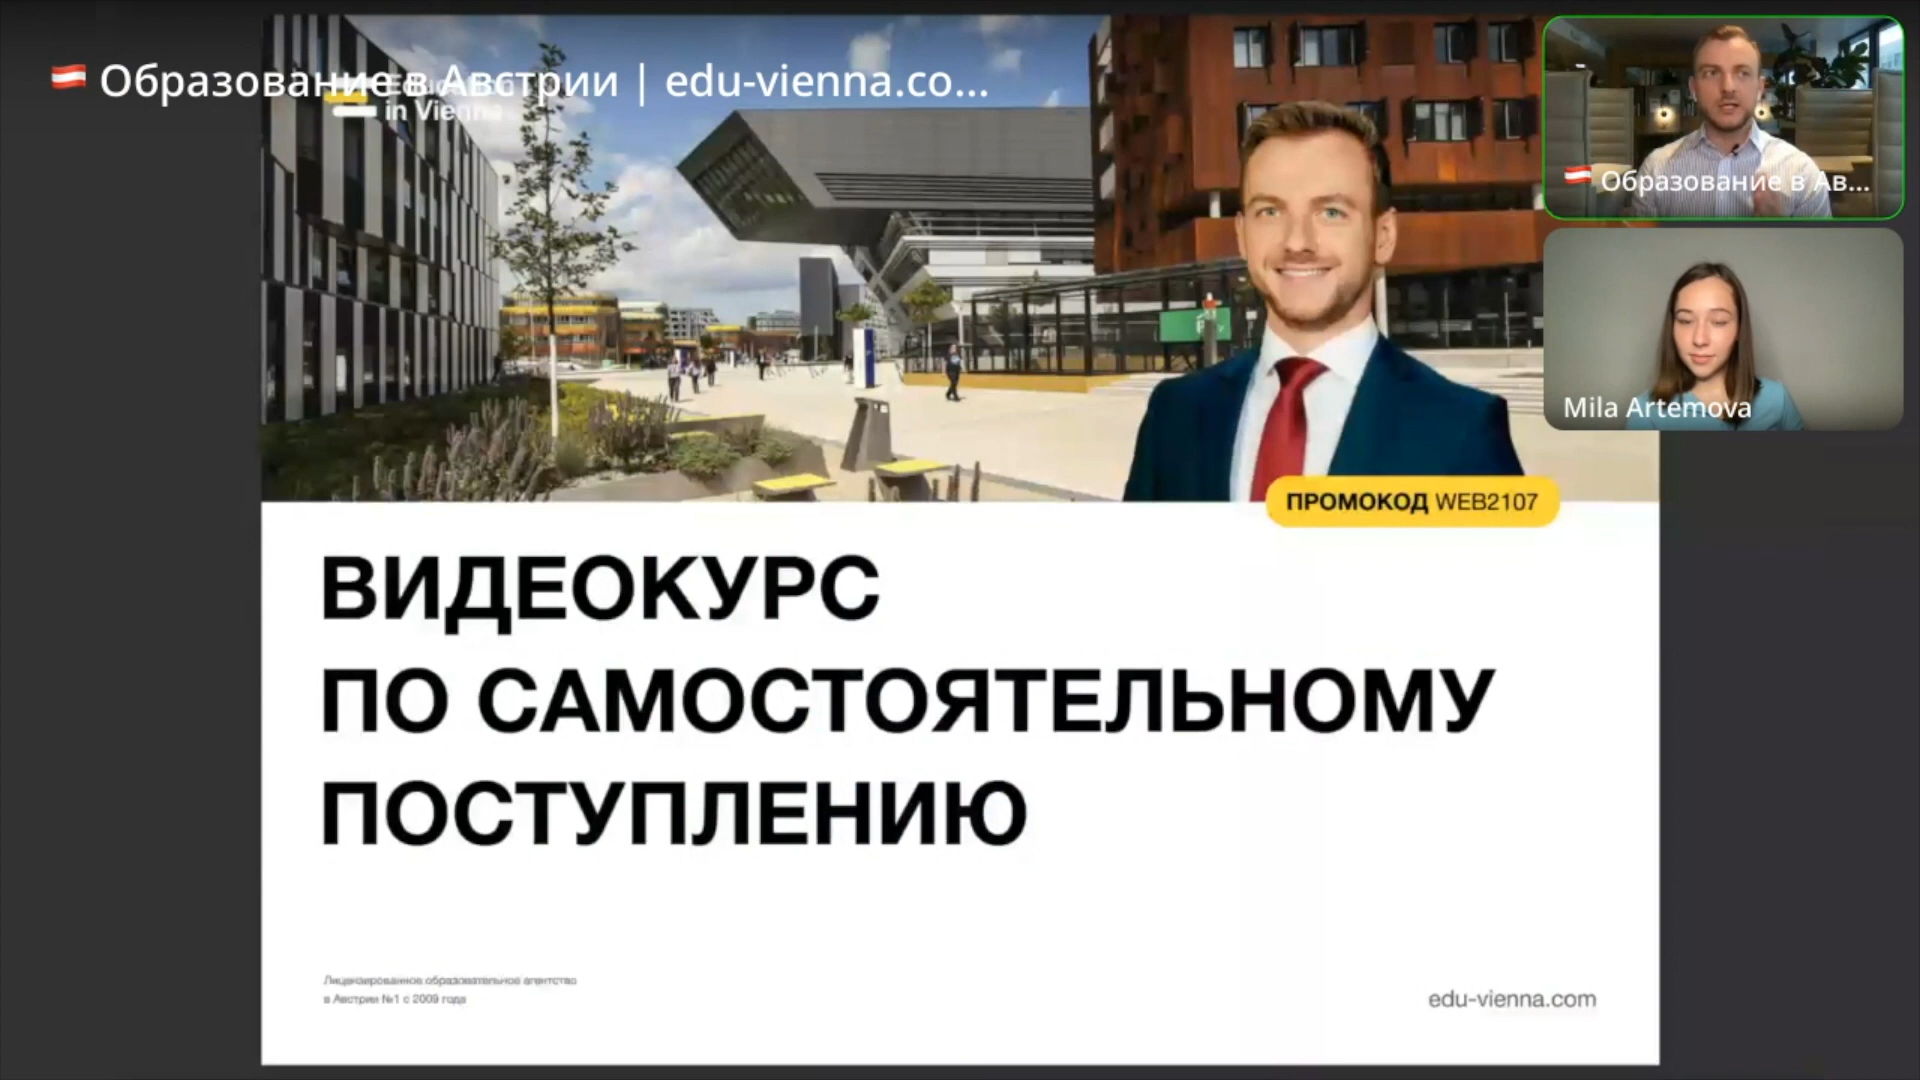 🇦🇹 Образование в Австрии | edu-vienna.co...
in Vienna
🇦🇹 Образование в Ав...
Mila Artemova
ПРОМОКОД WEB2107
ВИДЕОКУРС
ПО САМОСТОЯТЕЛЬНОМУ
ПОСТУПЛЕНИЮ
Лицензированное образовательное агентство
в Австрии №1 с 2009 года
edu-vienna.com